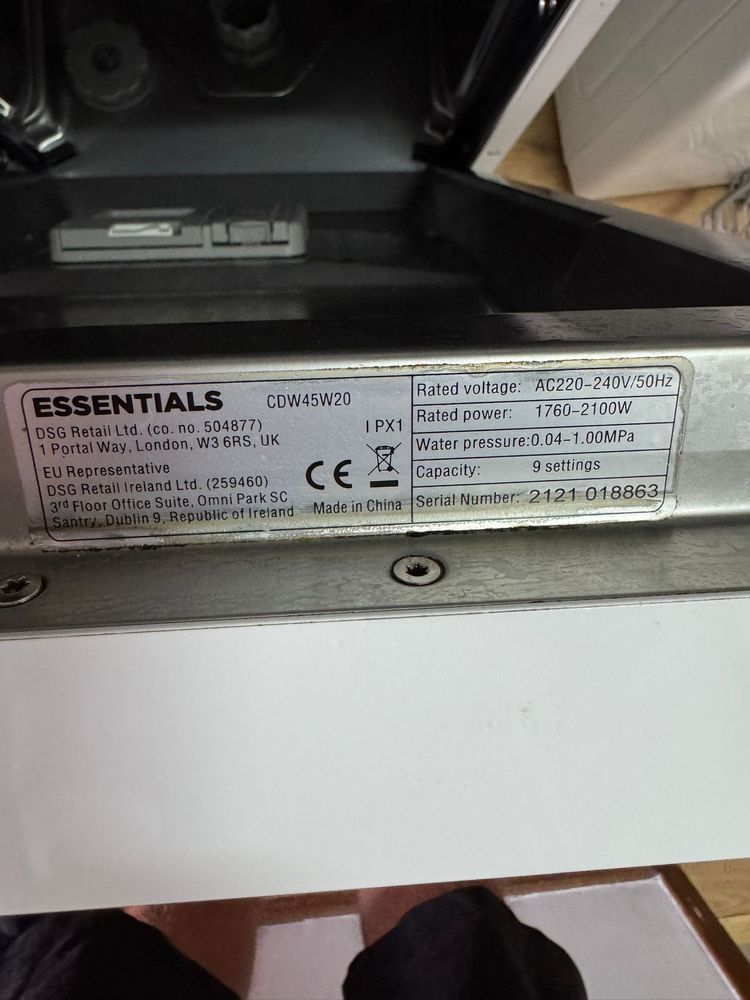 ESSENTIALS CDW45W20
DSG Retail Ltd. (co. no. 504877)
1 Portal Way, London, W3 6RS, UK
IPX1
EU Representative
DSG Retail Ireland Ltd. (259460)
3rd Floor Office Suite, Omni Park SC
Santry, Dublin 9, Republic of Ireland
CE
Made in China
Rated voltage: AC220-240V/50Hz
Rated power: 1760-2100W
Water pressure:0.04-1.00MPa
Capacity: 9 settings
Serial Number: 2121 018863